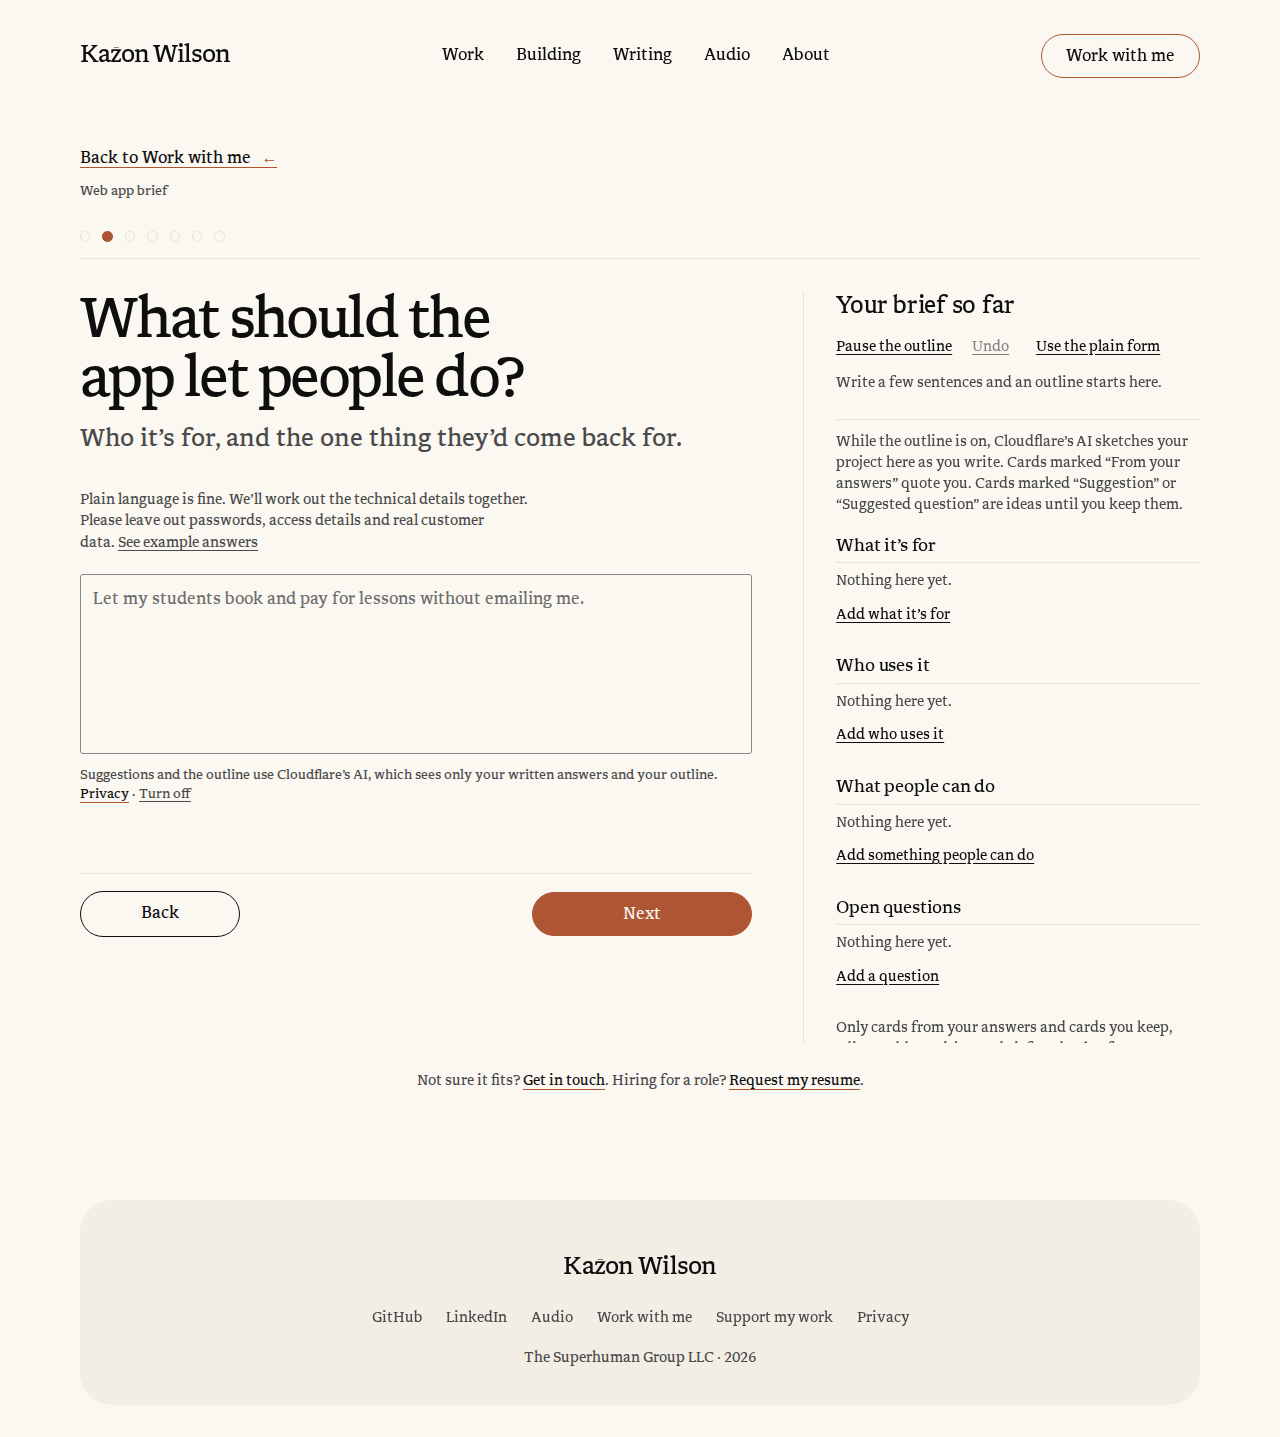 Kažon Wilson
Work
Building
Writing
Audio
About
Work with me
Back to Work with me ←
Web app brief
What should the
app let people do?
Who it’s for, and the one thing they’d come back for.
Plain language is fine. We’ll work out the technical details together.
Please leave out passwords, access details and real customer
data. See example answers
Let my students book and pay for lessons without emailing me.
Suggestions and the outline use Cloudflare’s AI, which sees only your written answers and your outline.
Privacy · Turn off
Back
Next
Your brief so far
Pause the outline
Undo
Use the plain form
Write a few sentences and an outline starts here.
While the outline is on, Cloudflare’s AI sketches your
project here as you write. Cards marked “From your
answers” quote you. Cards marked “Suggestion” or
“Suggested question” are ideas until you keep them.
What it’s for
Nothing here yet.
Add what it’s for
Who uses it
Nothing here yet.
Add who uses it
What people can do
Nothing here yet.
Add something people can do
Open questions
Nothing here yet.
Add a question
Only cards from your answers and cards you keep,
Not sure it fits? Get in touch. Hiring for a role? Request my resume.
Kažon Wilson
GitHub
LinkedIn
Audio
Work with me
Support my work
Privacy
The Superhuman Group LLC · 2026